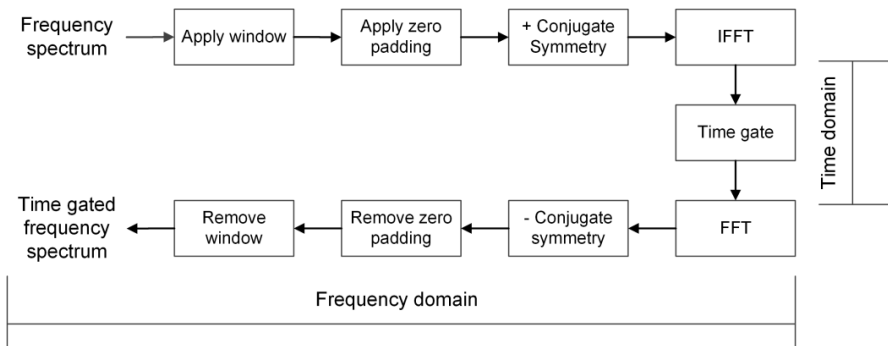 Frequency
spectrum
Apply window
Apply zero
padding
+ Conjugate
Symmetry
IFFT
Time gate
Time domain
Time gated
frequency
spectrum
Remove
window
Remove zero
padding
- Conjugate
symmetry
FFT
Frequency domain